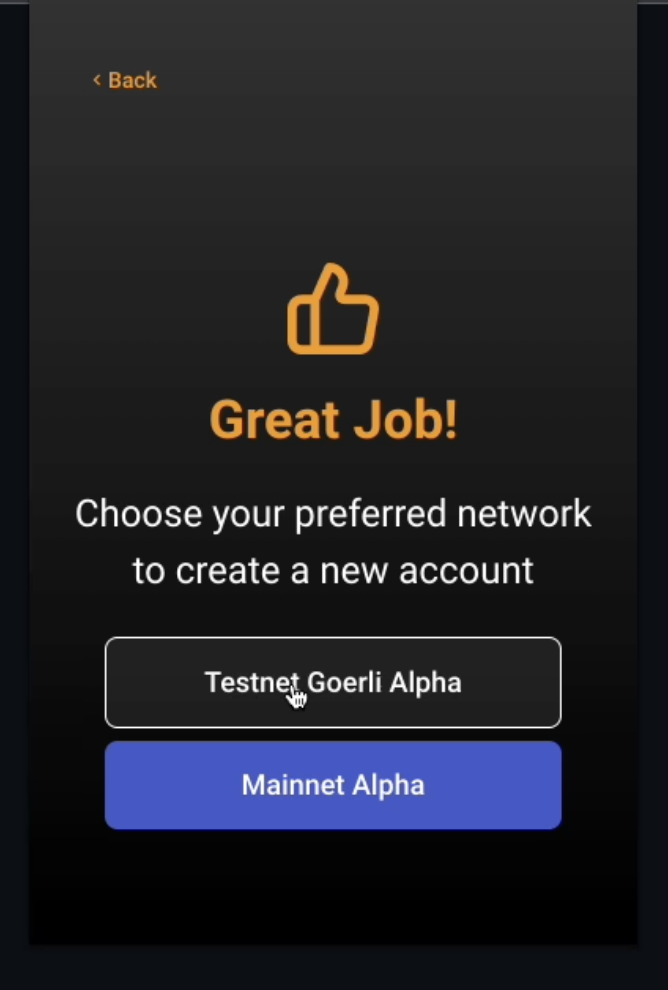 Back
Great Job!
Choose your preferred network
to create a new account
Testnet Goerli Alpha
Mainnet Alpha